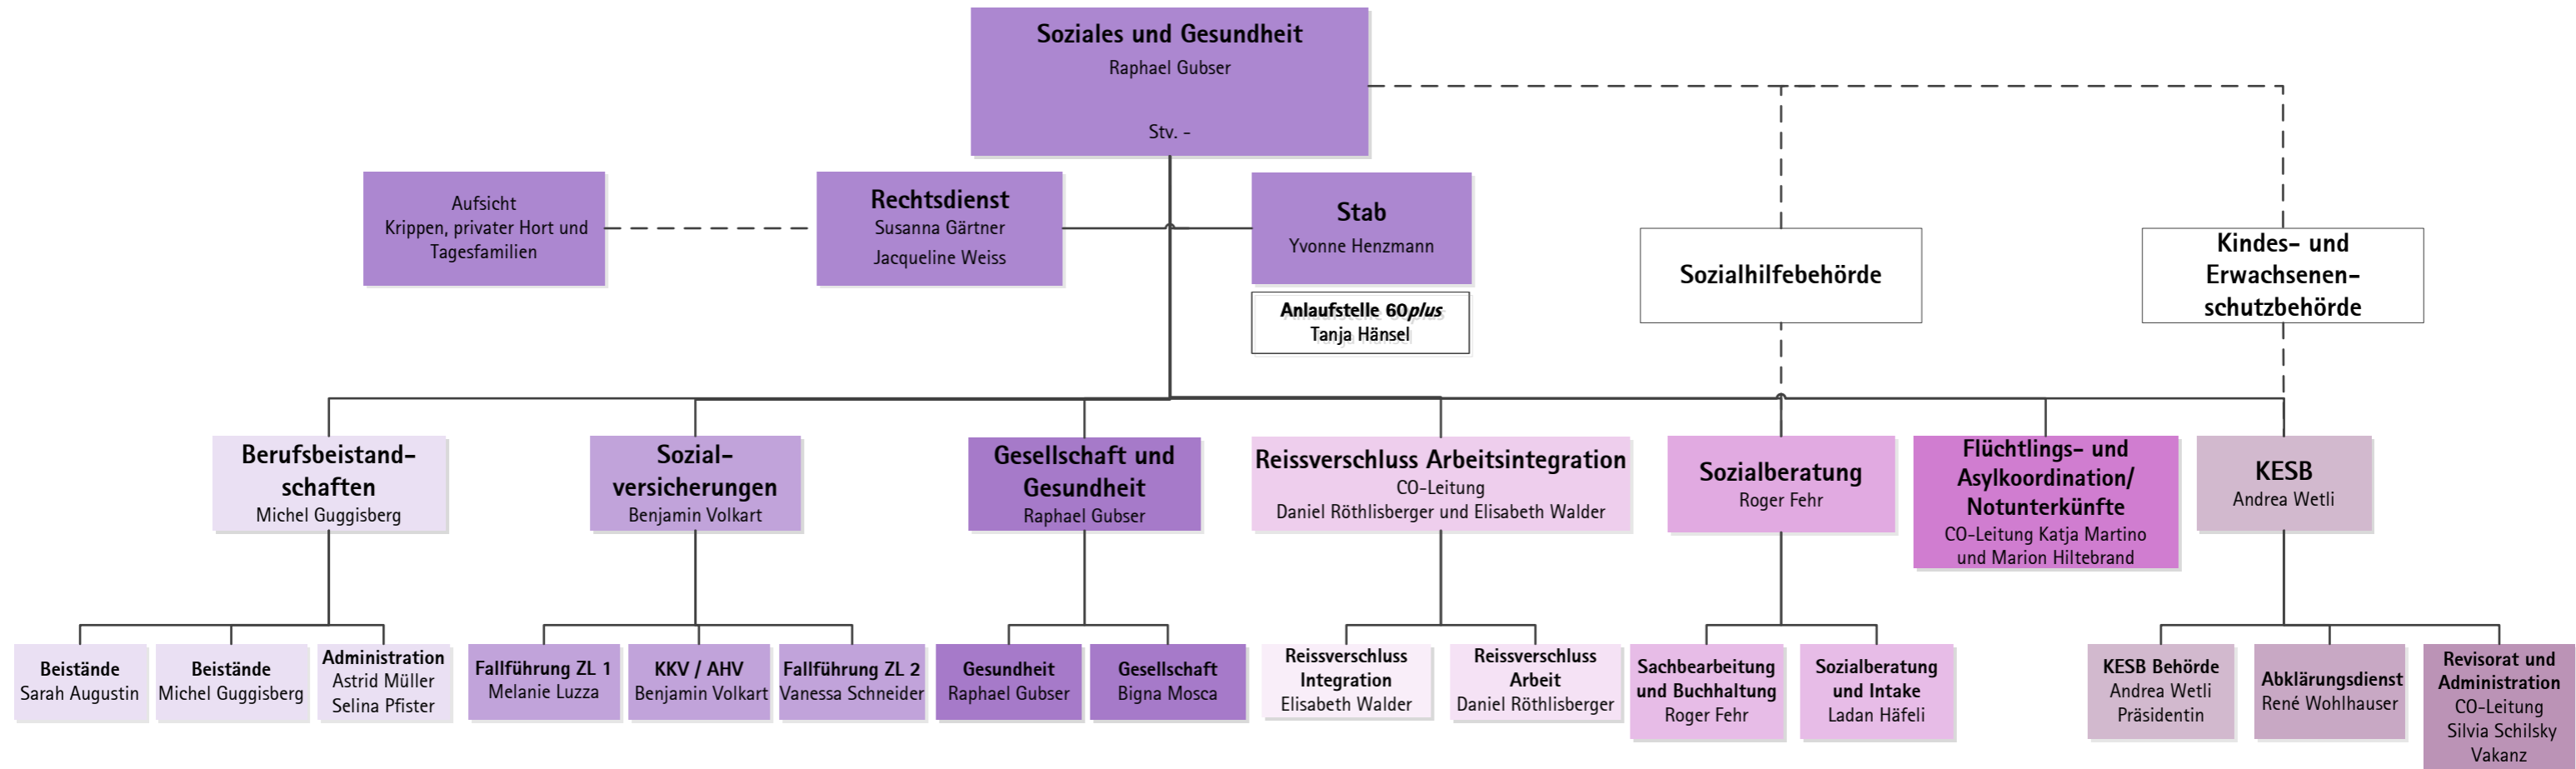 Soziales und Gesundheit
Raphael Gubser
Stv. -
Aufsicht
Krippen, privater Hort und
Tagesfamilien
Rechtsdienst
Susanna Gärtner
Jacqueline Weiss
Stab
Yvonne Henzmann
Anlaufstelle 60plus
Tanja Hänsel
Sozialhilfebehörde
Kindes- und
Erwachsenen-
schutzbehörde
Berufsbeistand-
schaften
Michel Guggisberg
Sozial-
versicherungen
Benjamin Volkart
Gesellschaft und
Gesundheit
Raphael Gubser
Reissverschluss Arbeitsintegration
CO-Leitung
Daniel Röthlisberger und Elisabeth Walder
Sozialberatung
Roger Fehr
Flüchtlings- und
Asylkoordination/
Notunterkünfte
CO-Leitung Katja Martino
und Marion Hiltebrand
KESB
Andrea Wetli
Beistände
Sarah Augustin
Beistände
Michel Guggisberg
Administration
Astrid Müller
Selina Pfister
Fallführung ZL 1
Melanie Luzza
KKV / AHV
Benjamin Volkart
Fallführung ZL 2
Vanessa Schneider
Gesundheit
Raphael Gubser
Gesellschaft
Bigna Mosca
Reissverschluss
Integration
Elisabeth Walder
Reissverschluss
Arbeit
Daniel Röthlisberger
Sachbearbeitung
und Buchhaltung
Roger Fehr
Sozialberatung
und Intake
Ladan Häfeli
KESB Behörde
Andrea Wetli
Präsidentin
Abklärungsdienst
René Wohlhauser
Revisorat und
Administration
CO-Leitung
Silvia Schilsky
Vakanz